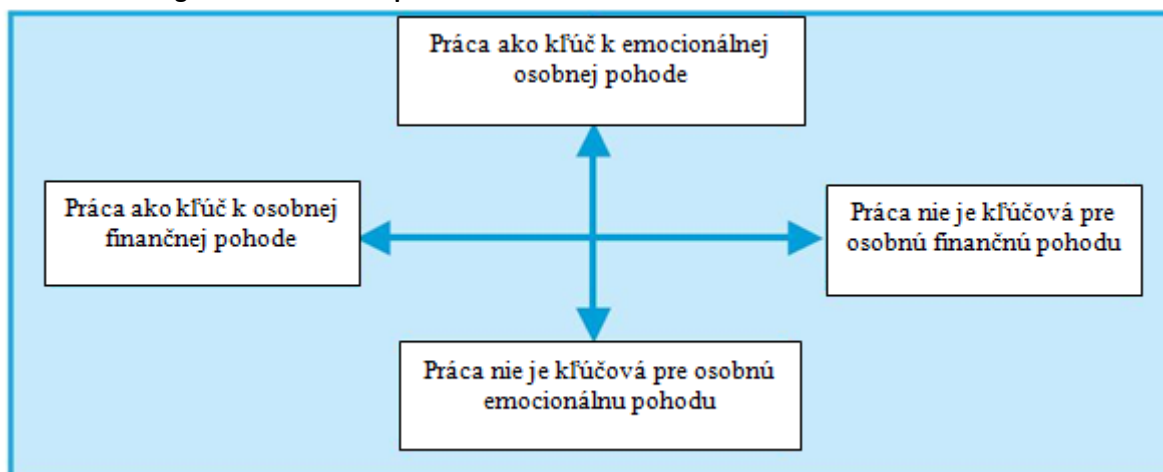 Práca ako kľúč k emocionálnej
osobnej pohode
Práca ako kľúč k osobnej
finančnej pohode
Práca nie je kľúčová pre
osobnú finančnú pohodu
Práca nie je kľúčová pre osobnú
emocionálnu pohodu